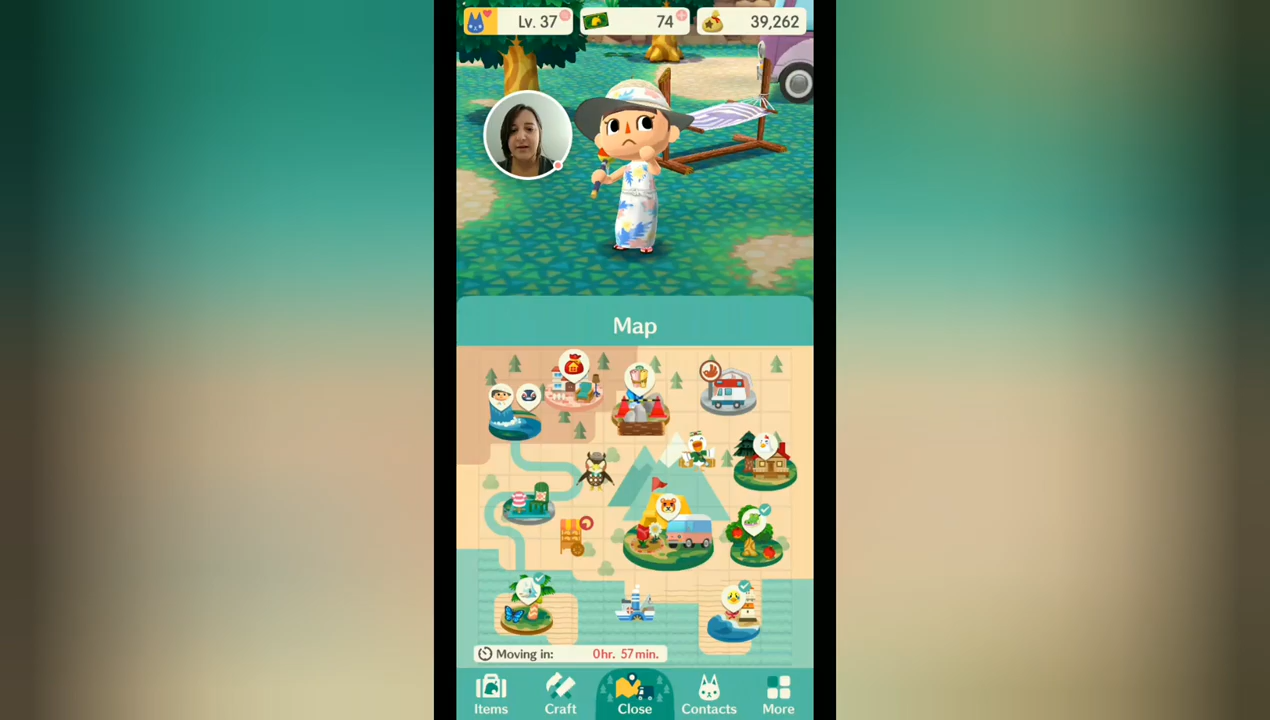 Lv. 37
74
39,262
Map
Moving in: 0hr. 57min.
Items
Craft
Close
Contacts
More